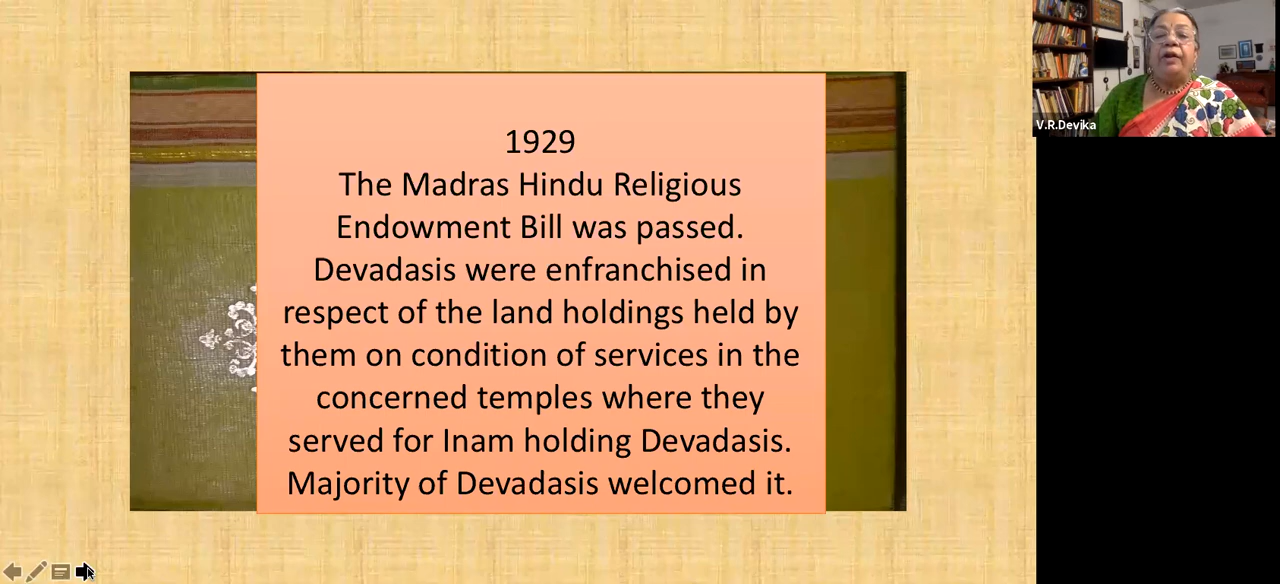 1929
The Madras Hindu Religious
Endowment Bill was passed.
Devadasis were enfranchised in
respect of the land holdings held by
them on condition of services in the
concerned temples where they
served for Inam holding Devadasis.
Majority of Devadasis welcomed it.
V.R.Devika